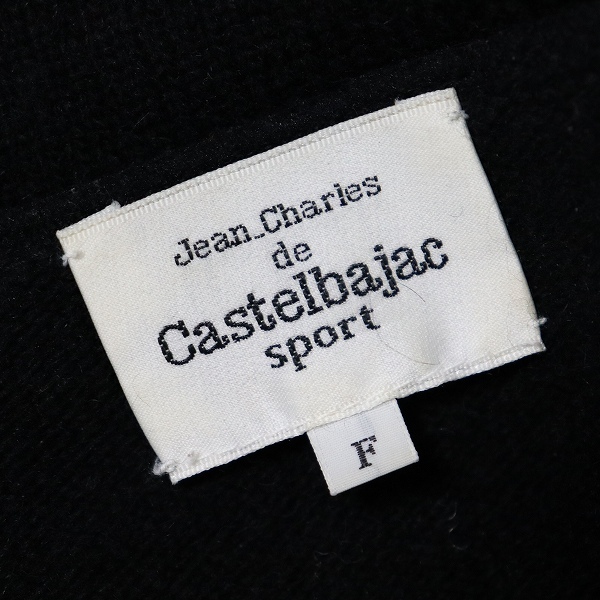 Jean_Charles
de
Castelbajac
sport
F